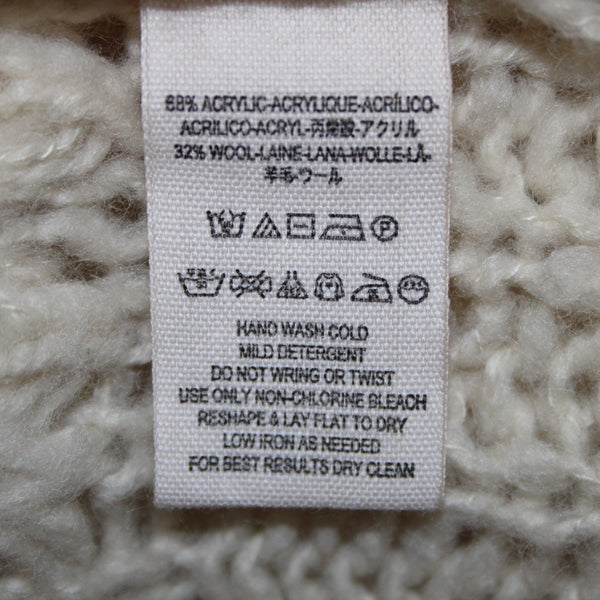 68% ACRYLIC-ACRYLIQUE-ACRÍLICO-
ACRILICO-ACRYL-丙烯酸-アクリル
32% WOOL-LAINE-LANA-WOLLE-LÃ-
羊毛-ウール
P
HAND WASH COLD
MILD DETERGENT
DO NOT WRING OR TWIST
USE ONLY NON-CHLORINE BLEACH
RESHAPE & LAY FLAT TO DRY
LOW IRON AS NEEDED
FOR BEST RESULTS DRY CLEAN